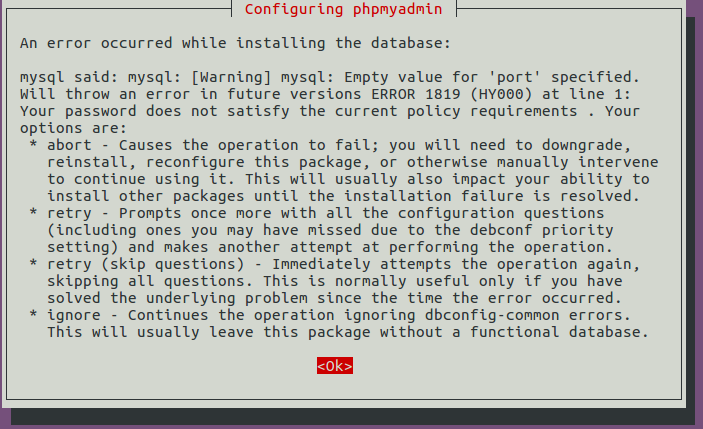 Configuring phpmyadmin
An error occurred while installing the database:
mysql said: mysql: [Warning] mysql: Empty value for 'port' specified.
Will throw an error in future versions ERROR 1819 (HY000) at line 1:
Your password does not satisfy the current policy requirements . Your
options are:
* abort - Causes the operation to fail; you will need to downgrade,
reinstall, reconfigure this package, or otherwise manually intervene
to continue using it. This will usually also impact your ability to
install other packages until the installation failure is resolved.
* retry - Prompts once more with all the configuration questions
(including ones you may have missed due to the debconf priority
setting) and makes another attempt at performing the operation.
* retry (skip questions) - Immediately attempts the operation again,
skipping all questions. This is normally useful only if you have
solved the underlying problem since the time the error occurred.
* ignore - Continues the operation ignoring dbconfig-common errors.
This will usually leave this package without a functional database.
<Ok>